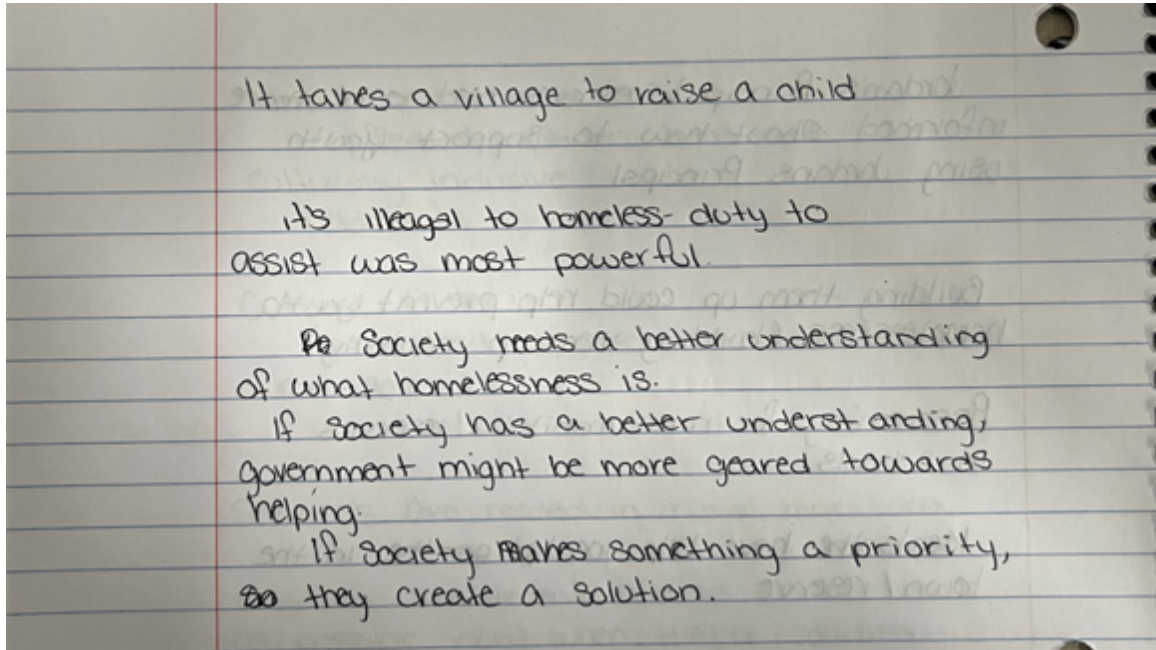 It takes a village to raise a child
it's illeagal to homeless - duty to
assist was most powerful.
Society needs a better understanding
of what homelessness is.
If society has a better understanding,
government might be more geared towards
helping.
If society makes something a priority,
they create a solution.